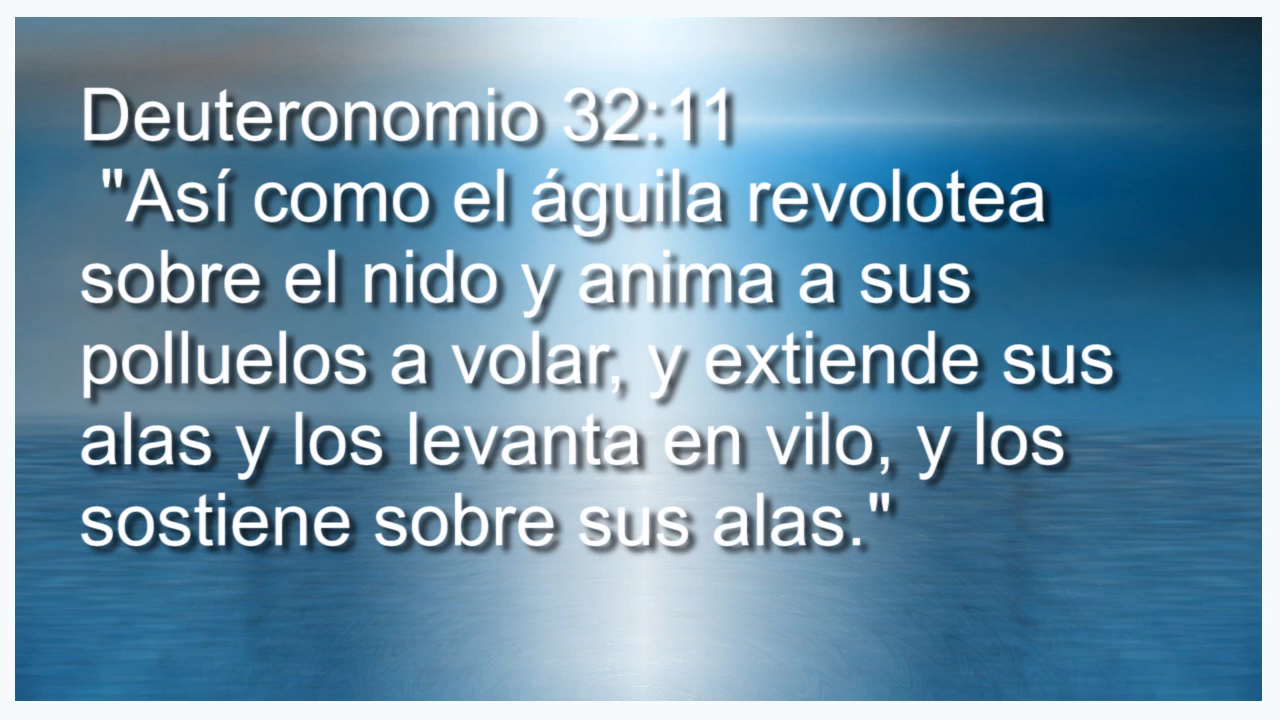 Deuteronomio 32:11
"Así como el águila revolotea
sobre el nido y anima a sus
polluelos a volar, y extiende sus
alas y los levanta en vilo, y los
sostiene sobre sus alas."